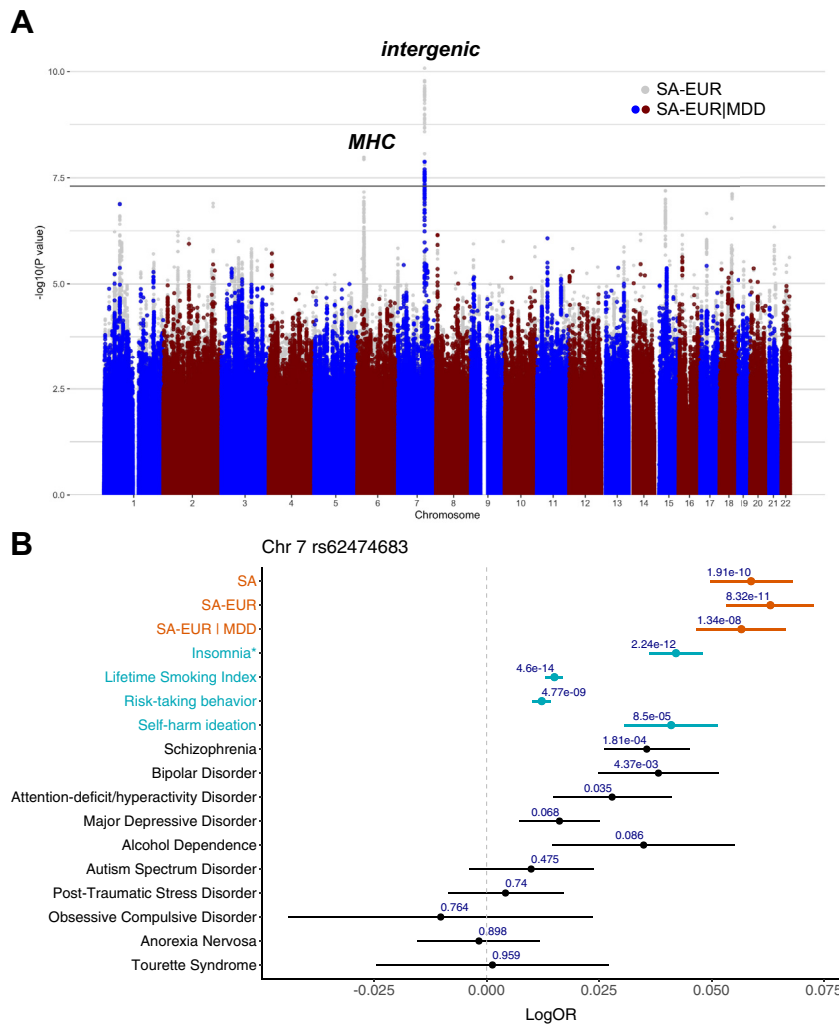 A
intergenic
MHC
SA-EUR
SA-EUR|MDD
10.0
7.5
5.0
2.5
0.0
-log10(P value)
1 2 3 4 5 6 7 8 9 10 11 12 13 14 15 16 17 18 19 20 21 22
Chromosome
B
Chr 7 rs62474683
SA 1.91e-10
SA-EUR 8.32e-11
SA-EUR | MDD 1.34e-08
Insomnia* 2.24e-12
Lifetime Smoking Index 4.6e-14
Risk-taking behavior 4.77e-09
Self-harm ideation 8.5e-05
Schizophrenia 1.81e-04
Bipolar Disorder 4.37e-03
Attention-deficit/hyperactivity Disorder 0.035
Major Depressive Disorder 0.068
Alcohol Dependence 0.086
Autism Spectrum Disorder 0.475
Post-Traumatic Stress Disorder 0.74
Obsessive Compulsive Disorder 0.764
Anorexia Nervosa 0.898
Tourette Syndrome 0.959
-0.025 0.000 0.025 0.050 0.075
LogOR